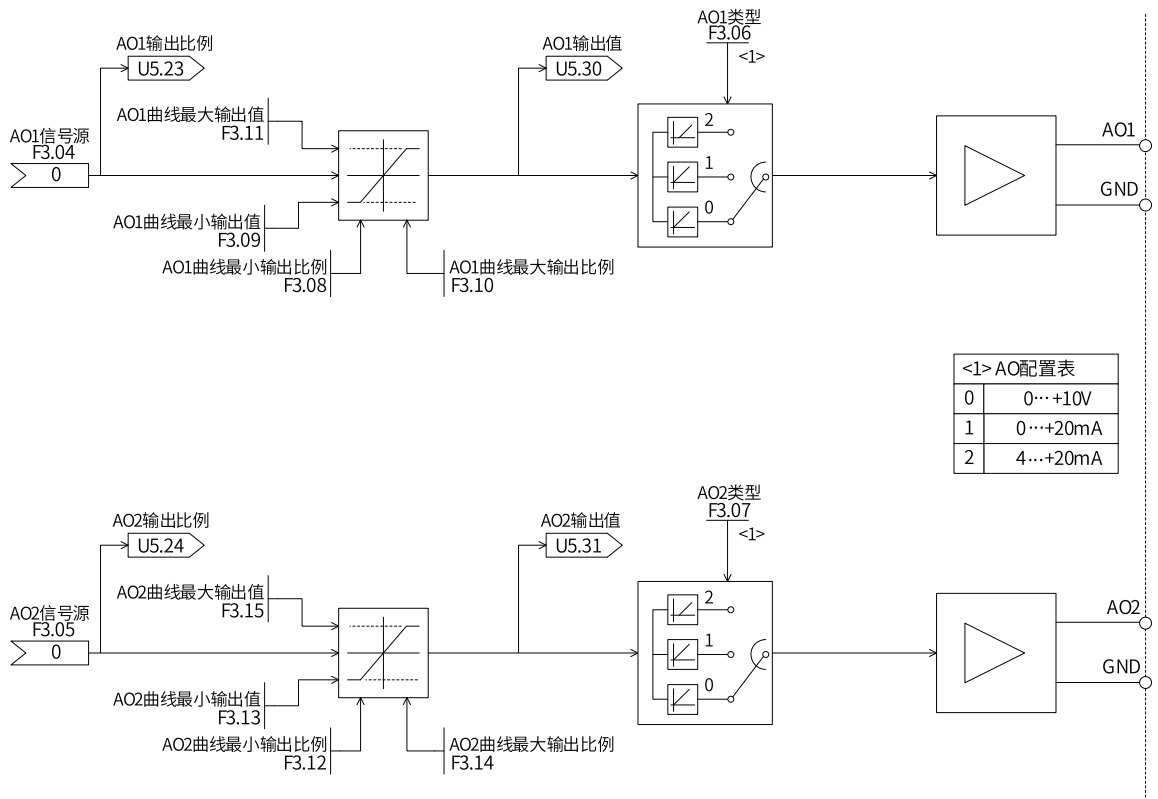 AO1类型
F3.06
<1>
AO1输出比例
U5.23
AO1输出值
U5.30
AO1曲线最大输出值
F3.11
AO1信号源
F3.04
0
2
1
0
AO1
GND
AO1曲线最小输出值
F3.09
AO1曲线最小输出比例
F3.08
AO1曲线最大输出比例
F3.10
<1> AO配置表
0 0…+10V
1 0…+20mA
2 4…+20mA
AO2类型
F3.07
<1>
AO2输出比例
U5.24
AO2输出值
U5.31
AO2曲线最大输出值
F3.15
AO2信号源
F3.05
0
2
1
0
AO2
GND
AO2曲线最小输出值
F3.13
AO2曲线最小输出比例
F3.12
AO2曲线最大输出比例
F3.14